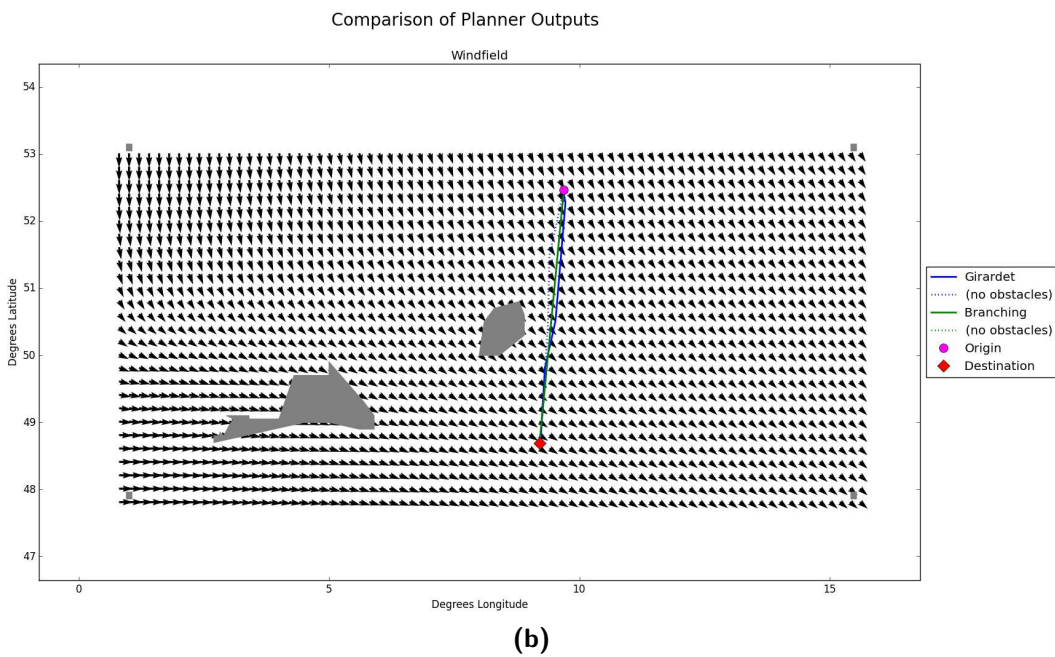 Comparison of Planner Outputs
Windfield
54
53
52
51
50
49
48
47
0 5 10 15
Degrees Latitude
Degrees Longitude
Girardet
(no obstacles)
Branching
(no obstacles)
Origin
Destination
(b)